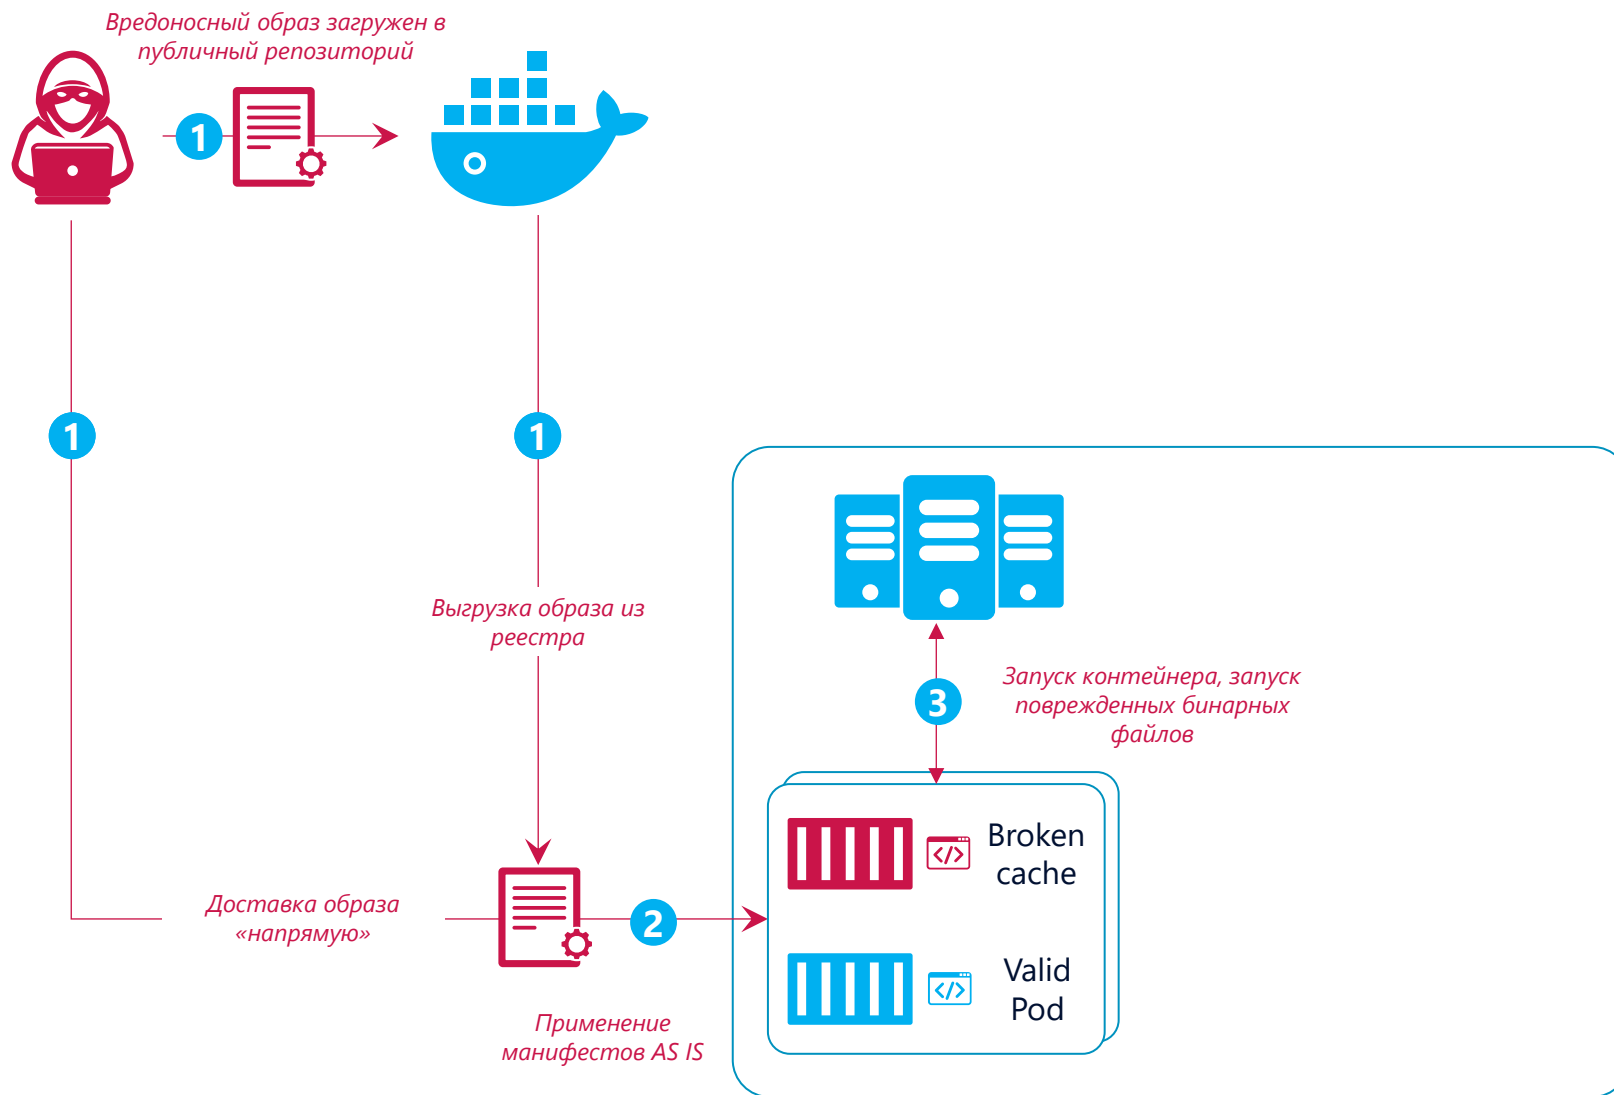 Вредоносный образ загружен в
публичный репозиторий
1
1
1
Выгрузка образа из
реестра
3
Запуск контейнера, запуск
поврежденных бинарных
файлов
Broken
cache
Доставка образа
«напрямую»
2
Valid
Pod
Применение
манифестов AS IS